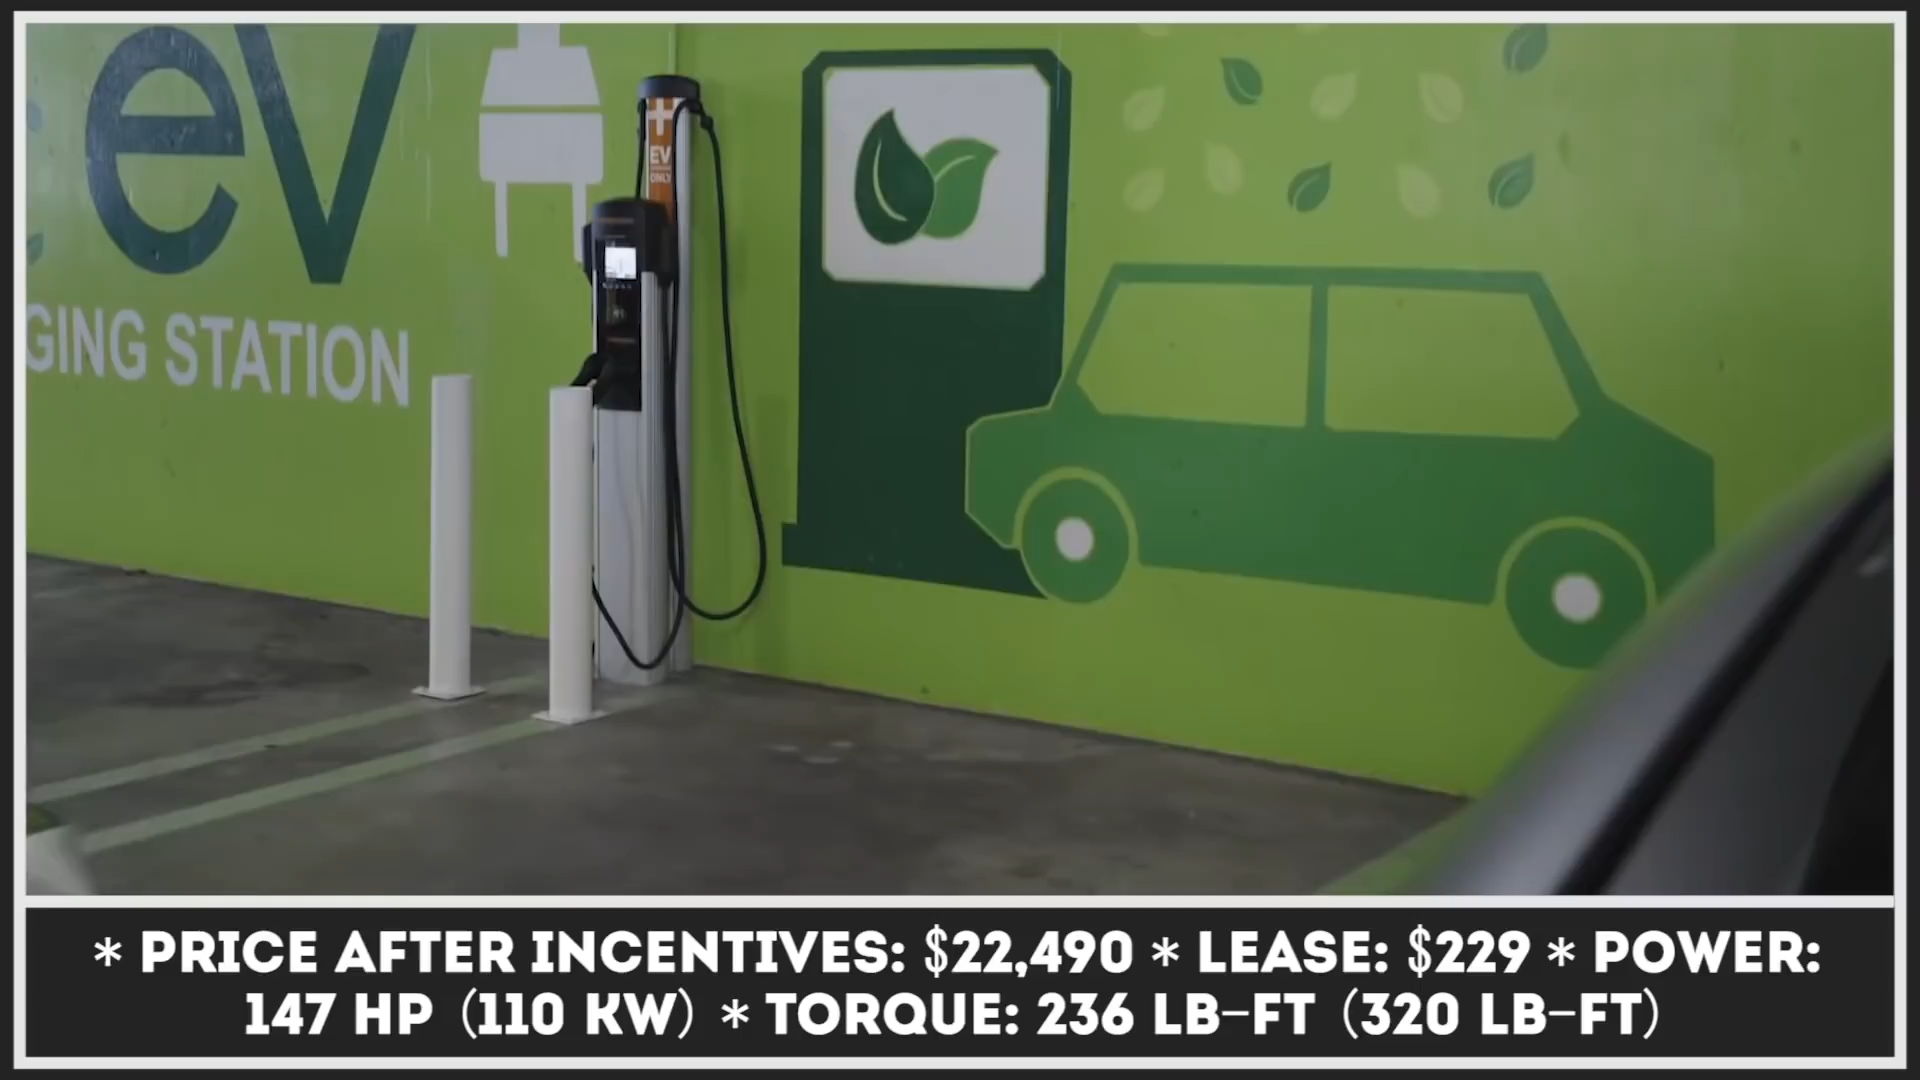 eV
GING STATION
EV
ONLY
* PRICE AFTER INCENTIVES: $22,490 * LEASE: $229 * POWER:
147 HP (110 KW) * TORQUE: 236 LB-FT (320 LB-FT)